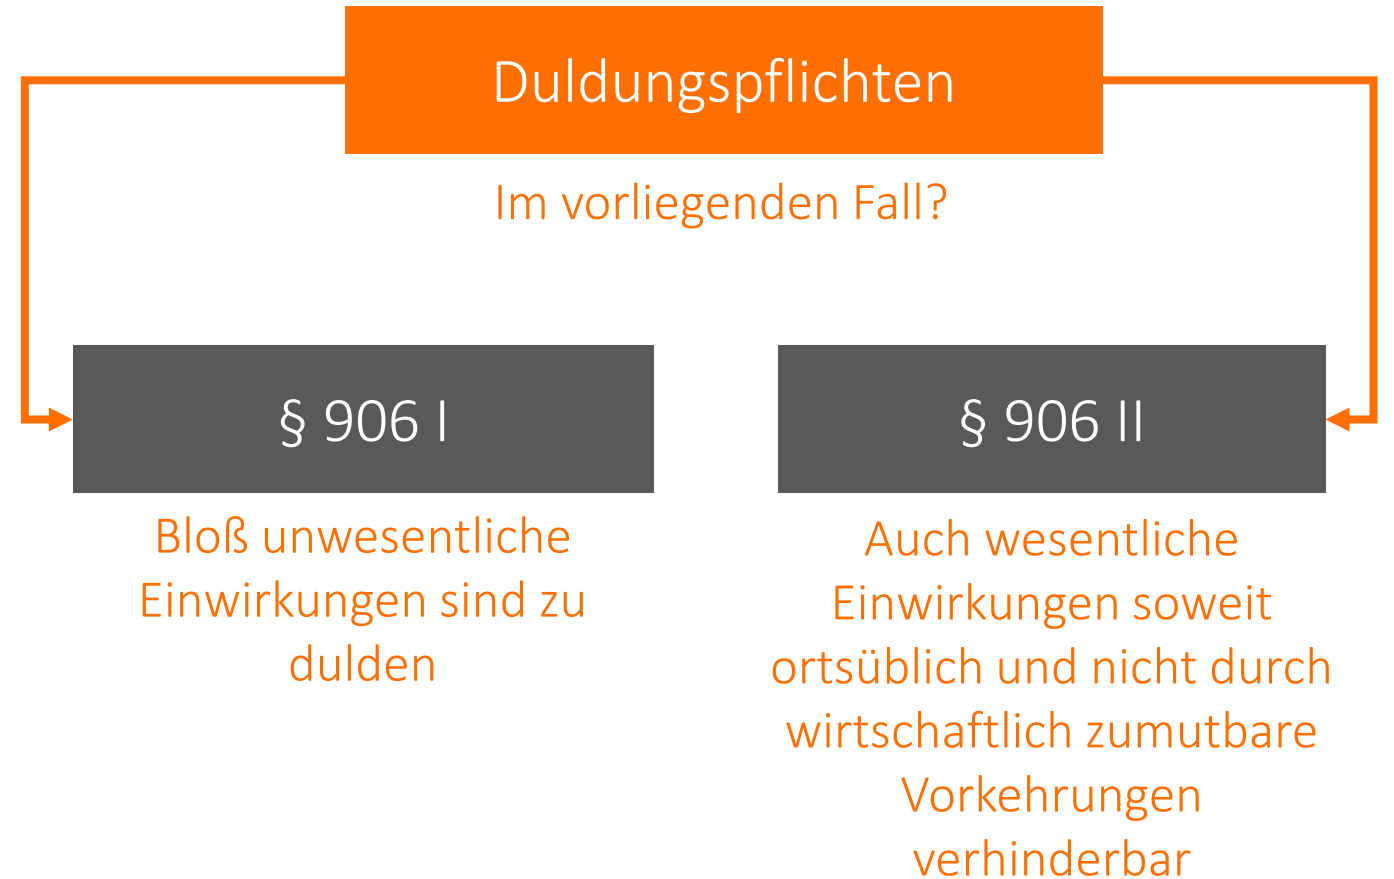 Duldungspflichten
Im vorliegenden Fall?
§ 906 I
Bloß unwesentliche
Einwirkungen sind zu
dulden
§ 906 II
Auch wesentliche
Einwirkungen soweit
ortsüblich und nicht durch
wirtschaftlich zumutbare
Vorkehrungen
verhinderbar